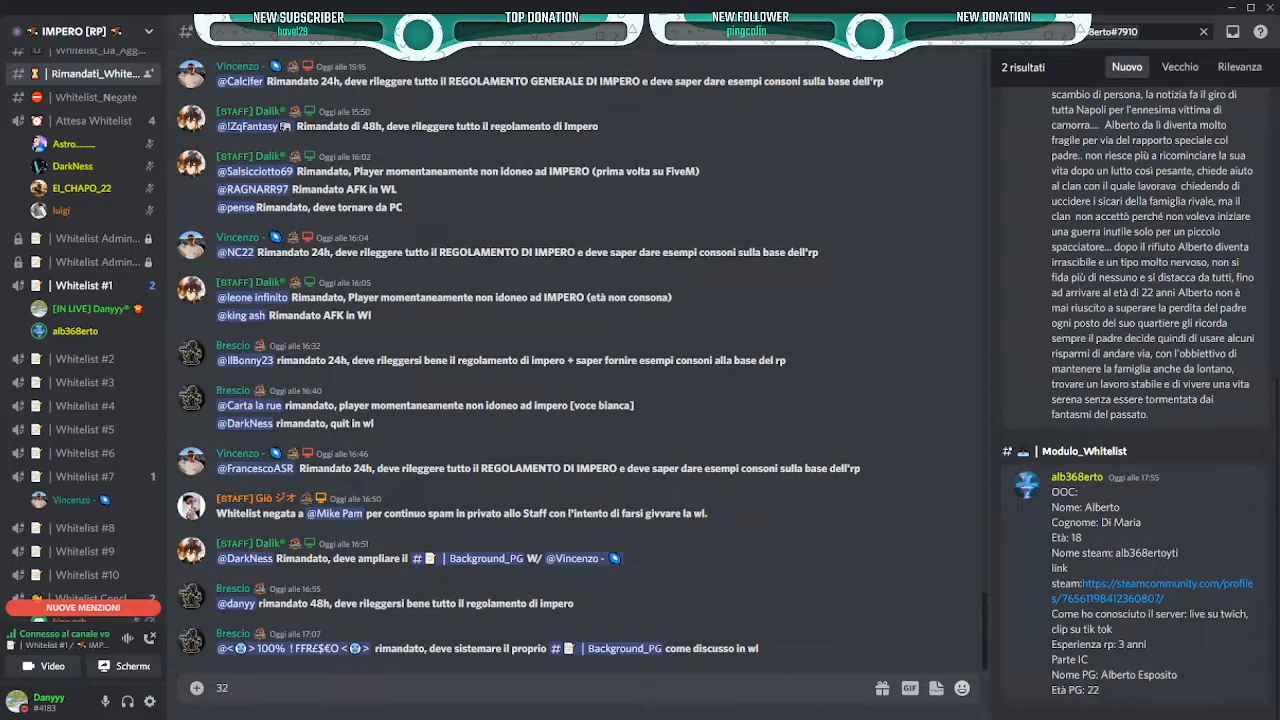 NEW SUBSCRIBER
havel29
TOP DONATION
NEW FOLLOWER
pingcolin
NEW DONATION
IMPERO [RP]
Whitelist_Da_Agg...
Rimandati_White...
Whitelist_Negate
Attesa Whitelist 4
Astro.........
DarkNess
El_CHAPO_22
luigi
Whitelist Admin...
Whitelist Admin...
Whitelist #1 2
[IN LIVE] Danyyy®
alb368erto
Whitelist #2
Whitelist #3
Whitelist #4
Whitelist #5
Whitelist #6
Whitelist #7 1
Vincenzo -
Whitelist #8
Whitelist #9
Whitelist #10
NUOVE MENZIONI
Connesso al canale vo
| Whitelist #1 / IMP...
Video
Scherme
Danyyy
#4183
Vincenzo - Oggi alle 15:15
@Calcifer Rimandato 24h, deve rileggere tutto il REGOLAMENTO GENERALE DI IMPERO e deve saper dare esempi consoni sulla base dell'rp
[STAFF] Dalik® Oggi alle 15:50
@!ZqFantasy Rimandato di 48h, deve rileggere tutto il regolamento di Impero
[STAFF] Dalik® Oggi alle 16:02
@Salsicciotto69 Rimandato, Player momentaneamente non idoneo ad IMPERO (prima volta su FiveM)
@RAGNARR97 Rimandato AFK in WL
@pense Rimandato, deve tornare da PC
Vincenzo - Oggi alle 16:04
@NC22 Rimandato 24h, deve rileggere tutto il REGOLAMENTO DI IMPERO e deve saper dare esempi consoni sulla base dell'rp
[STAFF] Dalik® Oggi alle 16:05
@leone infinito Rimandato, Player momentaneamente non idoneo ad IMPERO (età non consona)
@king ash Rimandato AFK in Wl
Brescio Oggi alle 16:32
@IlBonny23 rimandato 24h, deve rileggersi bene il regolamento di impero + saper fornire esempi consoni alla base del rp
Brescio Oggi alle 16:40
@Carta la rue rimandato, player momentaneamente non idoneo ad impero [voce bianca]
@DarkNess rimandato, quit in wl
Vincenzo - Oggi alle 16:46
@FrancescoASR Rimandato 24h, deve rileggere tutto il REGOLAMENTO DI IMPERO e deve saper dare esempi consoni sulla base dell'rp
[STAFF] Giò ジオ Oggi alle 16:50
Whitelist negata a @Mike Pam per continuo spam in privato allo Staff con l'intento di farsi givvare la wl.
[STAFF] Dalik® Oggi alle 16:51
@DarkNess Rimandato, deve ampliare il # | Background_PG W/ @Vincenzo -
Brescio Oggi alle 16:55
@danyy rimandato 48h, deve rileggersi bene tutto il regolamento di impero
Brescio Oggi alle 17:07
@< > 100% ! FFR£$€O < > rimandato, deve sistemare il proprio # | Background_PG come discusso in wl
32
GIF
erto#7910
2 risultati
Nuovo
Vecchio
Rilevanza
scambio di persona, la notizia fa il giro di
tutta Napoli per l'ennesima vittima di
camorra.... Alberto da lì diventa molto
fragile per via del rapporto speciale col
padre.. non riesce più a ricominciare la sua
vita dopo un lutto così pesante, chiede aiuto
al clan con il quale lavorava chiedendo di
uccidere i sicari della famiglia rivale, ma il
clan non accettò perché non voleva iniziare
una guerra inutile solo per un piccolo
spacciatore... dopo il rifiuto Alberto diventa
irrascibile e un tipo molto nervoso, non si
fida più di nessuno e si distacca da tutti, fino
ad arrivare al età di 22 anni Alberto non è
mai riuscito a superare la perdita del padre
ogni posto del suo quartiere gli ricorda
sempre il padre decide quindi di usare alcuni
risparmi di andare via, con l'obbiettivo di
mantenere la famiglia anche da lontano,
trovare un lavoro stabile e di vivere una vita
serena senza essere tormentata dai
fantasmi del passato.
# | Modulo_Whitelist
alb368erto Oggi alle 17:55
OOC:
Nome: Alberto
Cognome: Di Maria
Età: 18
Nome steam: alb368ertoyti
link
steam:https://steamcommunity.com/profile
s/76561198412360807/
Come ho conosciuto il server: live su twich,
clip su tik tok
Esperienza rp: 3 anni
Parte IC
Nome PG: Alberto Esposito
Età PG: 22